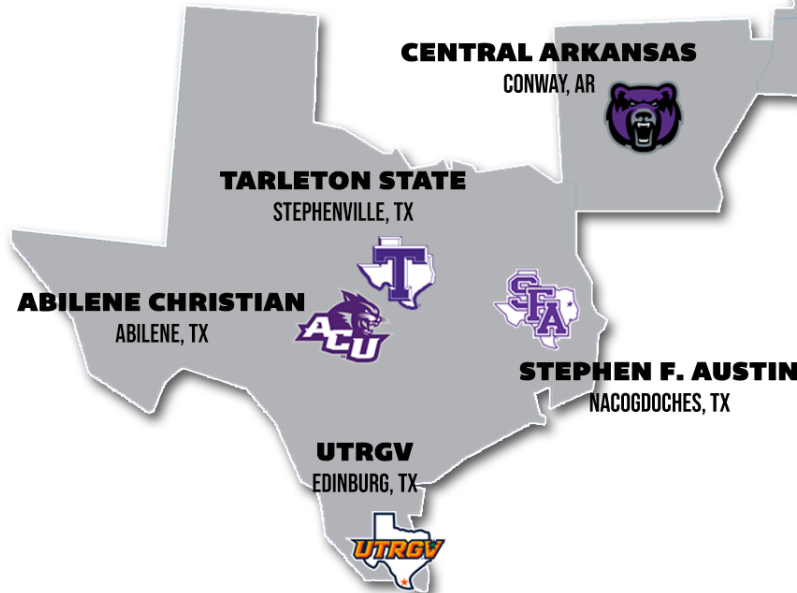 CENTRAL ARKANSAS
CONWAY, AR
TARLETON STATE
STEPHENVILLE, TX
T
SFA
ABILENE CHRISTIAN
ABILENE, TX
ACU
STEPHEN F. AUSTIN
NACOGDOCHES, TX
UTRGV
EDINBURG, TX
UTRGV